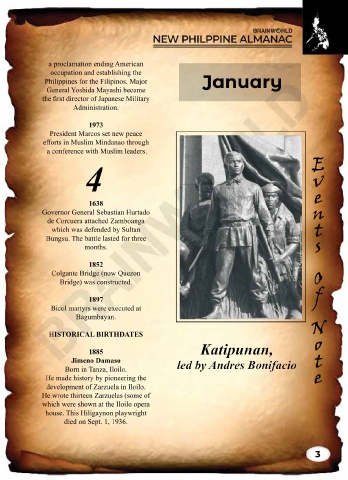 BRAINWORLD
NEW PHILPPINE ALMANAC
a proclamation ending American
occupation and establishing the
Philippines for the Filipinos. Major
General Yoshida Mayashi became
the first director of Japanese Military
Administration.
1973
President Marcos set new peace
efforts in Muslim Mindanao through
a conference with Muslim leaders.
4
1638
Governor General Sebastian Hurtado
de Corcuera attached Zamboanga
which was defended by Sultan
Bungsu. The battle lasted for three
months.
1852
Colgante Bridge (now Quezon
Bridge) was constructed.
1897
Bicol martyrs were executed at
Bagumbayan.
HISTORICAL BIRTHDATES
1885
Jimeno Damaso
Born in Tanza, Iloilo.
He made history by pioneering the
development of Zarzuela in Iloilo.
He wrote thirteen Zarzuelas (some of
which were shown at the Iloilo opera
house. This Hiligaynon playwright
died on Sept. 1, 1936.
January
Katipunan,
led by Andres Bonifacio
Events Of Note
3
BRAINWORLD